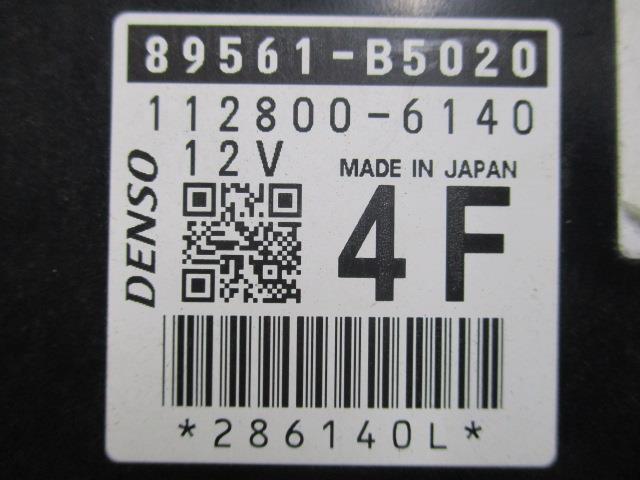 89561-B5020
112800-6140
12V
MADE IN JAPAN
DENSO
4F
*286140L*